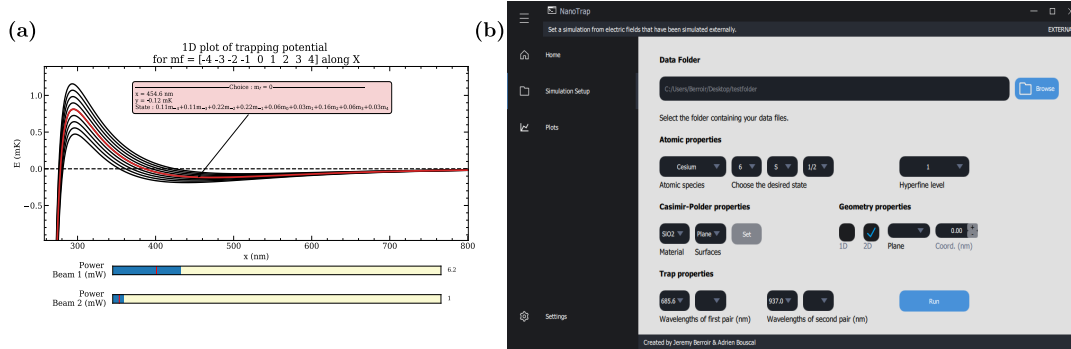 (a)
1D plot of trapping potential
for mf = [-4 -3 -2 -1 0 1 2 3 4] along X
Choice : mf = 0
x = 454.6 nm
y = -0.12 mK
1.0
0.5
0.0
−0.5
E (mK)
300 400 500 600 700 800
x (nm)
Power
Beam 1 (mW)
6.2
Power
Beam 2 (mW)
1
(b)
NanoTrap
Set a simulation from electric fields that have been simulated externally.
EXTERNA
Home
Simulation Setup
Plots
Settings
Data Folder
C:/Users/Berroir/Desktop/testfolder
Browse
Select the folder containing your data files.
Atomic properties
Cesium 6 S 1/2 1
Atomic species Choose the desired state Hyperfine level
Casimir-Polder properties Geometry properties
SiO2 Plane Set 0.00
Material Surfaces 1D 2D Plane Coord. (nm)
Trap properties
685.6 937.0 Run
Wavelengths of first pair (nm) Wavelengths of second pair (nm)
Created by Jeremy Berroir & Adrien Bouscal